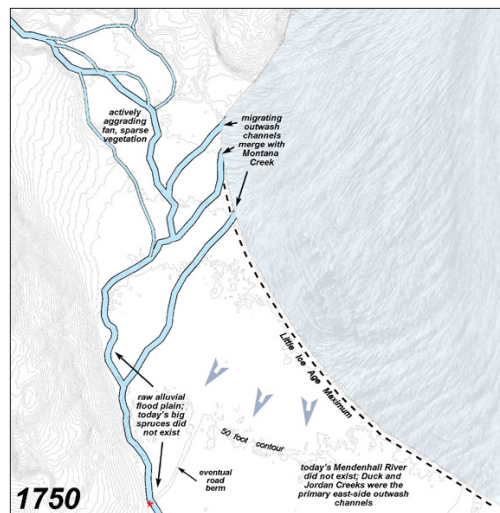 actively
aggrading
fan, sparse
vegetation
migrating
outwash
channels
merge with
Montana
Creek
Little Ice Age Maximum
raw alluvial
flood plain;
today's big
spruces did
not exist
50 foot contour
eventual
road
berm
today's Mendenhall River
did not exist; Duck and
Jordan Creeks were the
primary east-side outwash
channels
1750